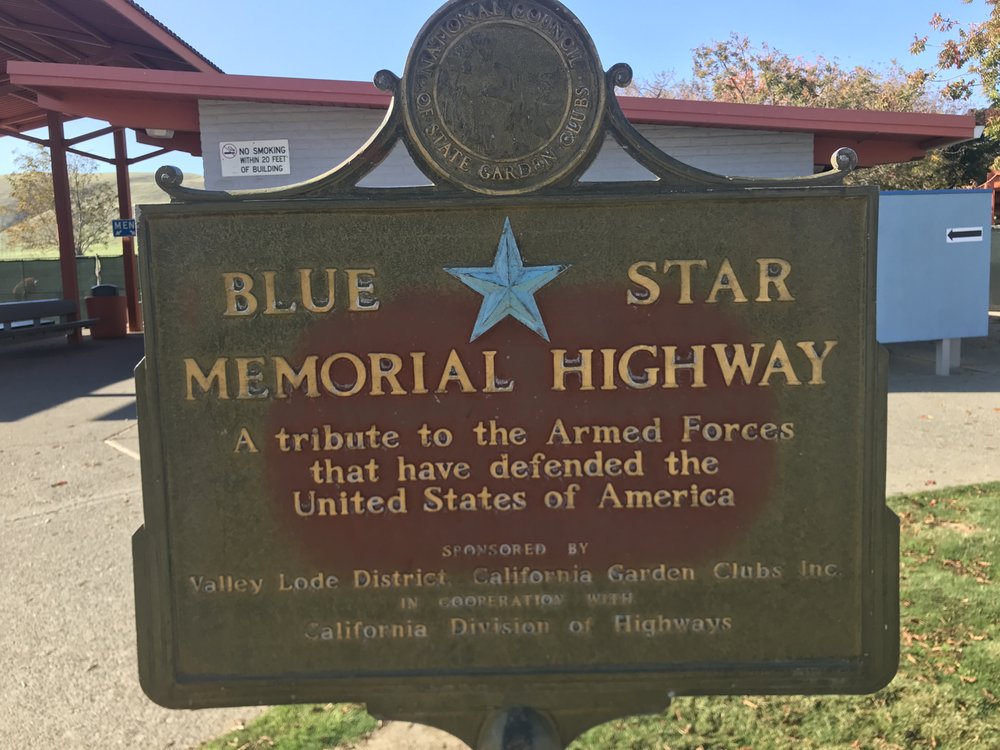 NATIONAL COUNCIL
OF STATE GARDEN CLUBS
NO SMOKING
WITHIN 20 FEET
OF BUILDING
MEN
BLUE STAR
MEMORIAL HIGHWAY
A tribute to the Armed Forces
that have defended the
United States of America
SPONSORED BY
Valley Lode District, California Garden Clubs Inc.
IN COOPERATION WITH
California Division of Highways